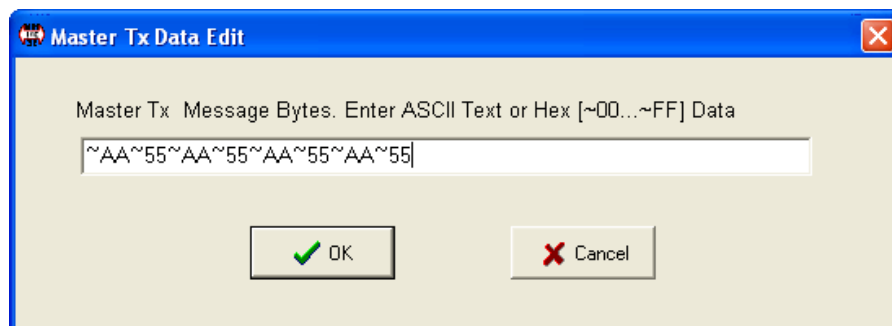 Master Tx Data Edit
Master Tx  Message Bytes. Enter ASCII Text or Hex [~00...~FF] Data
~AA~55~AA~55~AA~55~AA~55
OK
Cancel